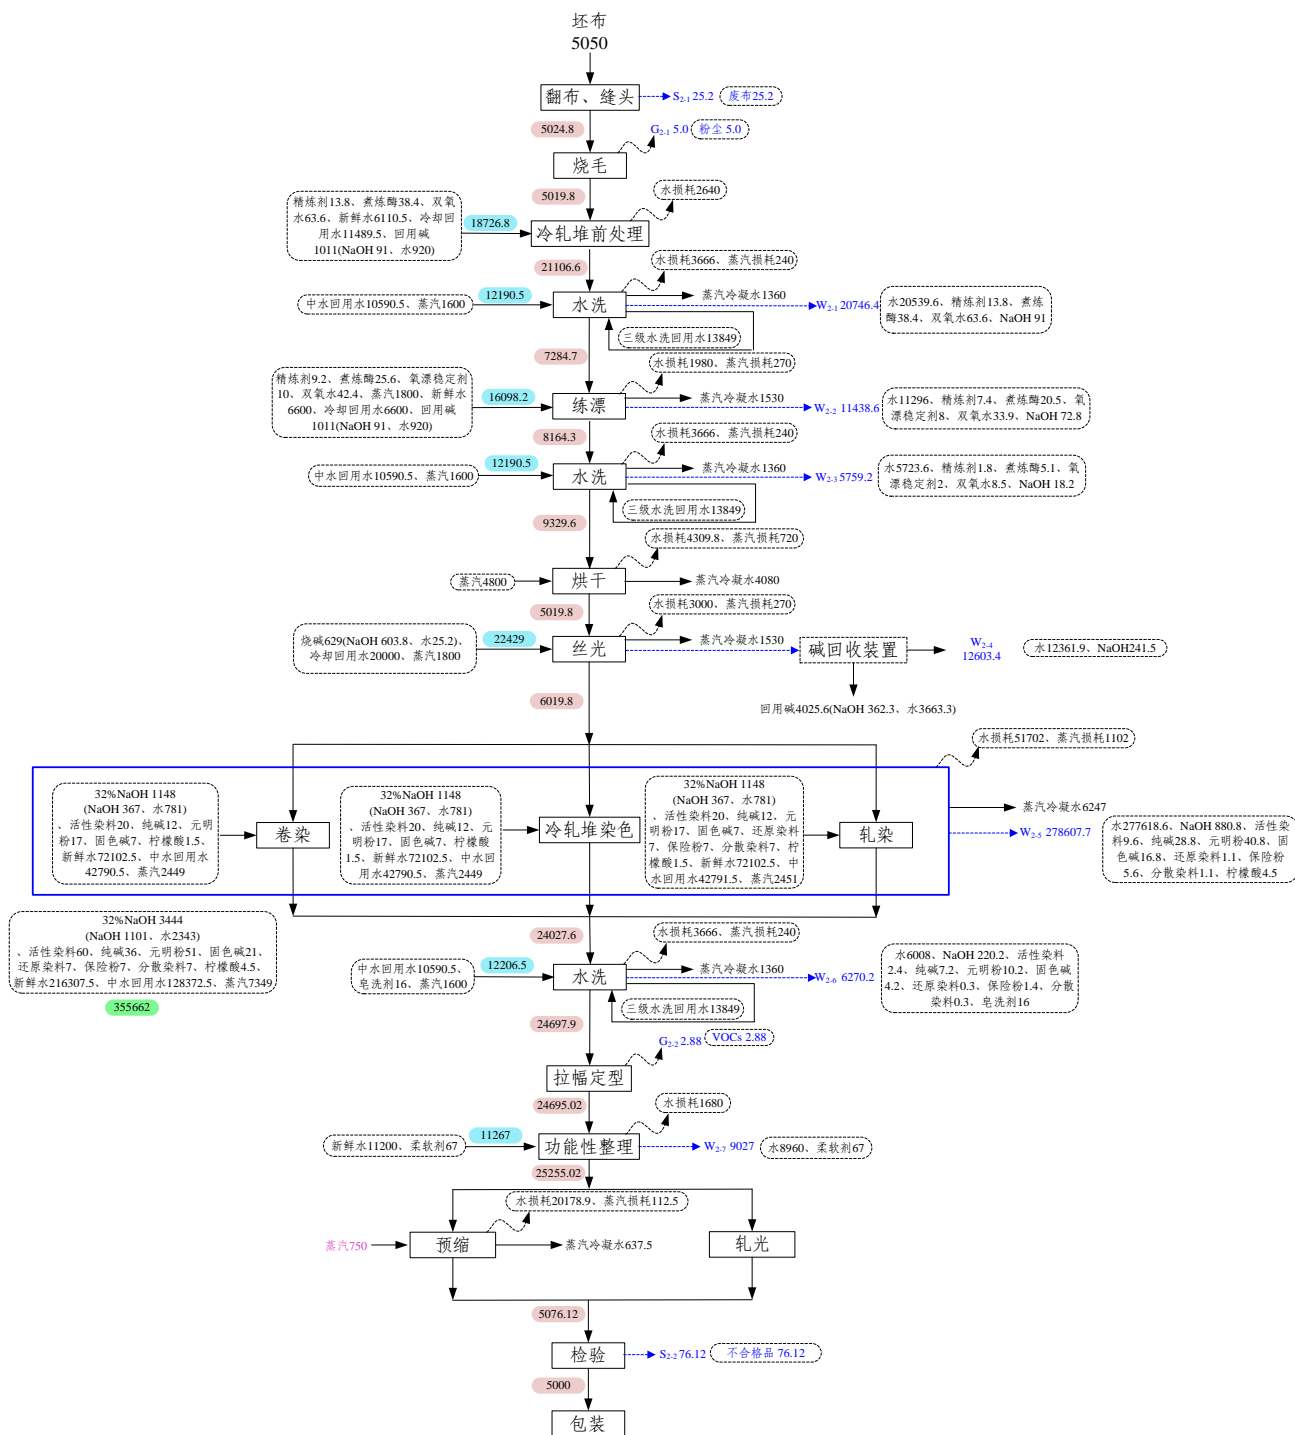 坯布
5050
翻布、缝头
S2-1 25.2
废布25.2
5024.8
G2-1 5.0
粉尘 5.0
烧毛
5019.8
水损耗2640
精炼剂13.8、煮炼酶38.4、双氧
水63.6、新鲜水6110.5、冷却回
用水11489.5、回用碱
1011(NaOH 91、水920)
18726.8
冷轧堆前处理
21106.6
水损耗3666、蒸汽损耗240
中水回用水10590.5、蒸汽1600
12190.5
水洗
蒸汽冷凝水1360
W2-1 20746.4
水20539.6、精炼剂13.8、煮炼
酶38.4、双氧水63.6、NaOH 91
三级水洗回用水13849
7284.7
水损耗1980、蒸汽损耗270
精炼剂9.2、煮炼酶25.6、氧漂稳定剂
10、双氧水42.4、蒸汽1800、新鲜水
6600、冷却回用水6600、回用碱
1011(NaOH 91、水920)
16098.2
练漂
蒸汽冷凝水1530
W2-2 11438.6
水11296、精炼剂7.4、煮炼酶20.5、氧
漂稳定剂8、双氧水33.9、NaOH 72.8
8164.3
水损耗3666、蒸汽损耗240
中水回用水10590.5、蒸汽1600
12190.5
水洗
蒸汽冷凝水1360
W2-3 5759.2
水5723.6、精炼剂1.8、煮炼酶5.1、氧
漂稳定剂2、双氧水8.5、NaOH 18.2
三级水洗回用水13849
9329.6
水损耗4309.8、蒸汽损耗720
蒸汽4800
烘干
蒸汽冷凝水4080
5019.8
水损耗3000、蒸汽损耗270
烧碱629(NaOH 603.8、水25.2)、
冷却回用水20000、蒸汽1800
22429
丝光
蒸汽冷凝水1530
碱回收装置
W2-4
12603.4
水12361.9、NaOH241.5
6019.8
回用碱4025.6(NaOH 362.3、水3663.3)
水损耗51702、蒸汽损耗1102
32%NaOH 1148
(NaOH 367、水781)
、活性染料20、纯碱12、元明
粉17、固色碱7、柠檬酸1.5、
新鲜水72102.5、中水回用水
42790.5、蒸汽2449
卷染
32%NaOH 1148
(NaOH 367、水781)
、活性染料20、纯碱12、元
明粉17、固色碱7、柠檬酸
1.5、新鲜水72102.5、中水回
用水42790.5、蒸汽2449
冷轧堆染色
32%NaOH 1148
(NaOH 367、水781)
、活性染料20、纯碱12、元
明粉17、固色碱7、还原染料
7、保险粉7、分散染料7、柠
檬酸1.5、新鲜水72102.5、中
水回用水42791.5、蒸汽2451
轧染
蒸汽冷凝水6247
W2-5 278607.7
水277618.6、NaOH 880.8、活性染
料9.6、纯碱28.8、元明粉40.8、固
色碱16.8、还原染料1.1、保险粉
5.6、分散染料1.1、柠檬酸4.5
32%NaOH 3444
(NaOH 1101、水2343)
、活性染料60、纯碱36、元明粉51、固色碱21、
还原染料7、保险粉7、分散染料7、柠檬酸4.5、
新鲜水216307.5、中水回用水128372.5、蒸汽7349
355662
24027.6
水损耗3666、蒸汽损耗240
中水回用水10590.5、
皂洗剂16、蒸汽1600
12206.5
水洗
蒸汽冷凝水1360
W2-6 6270.2
水6008、NaOH 220.2、活性染料
2.4、纯碱7.2、元明粉10.2、固色碱
4.2、还原染料0.3、保险粉1.4、分散
染料0.3、皂洗剂16
三级水洗回用水13849
24697.9
G2-2 2.88
VOCs 2.88
拉幅定型
24695.02
水损耗1680
新鲜水11200、柔软剂67
11267
功能性整理
W2-7 9027
水8960、柔软剂67
25255.02
水损耗20178.9、蒸汽损耗112.5
蒸汽750
预缩
蒸汽冷凝水637.5
轧光
5076.12
检验
S2-2 76.12
不合格品 76.12
5000
包装